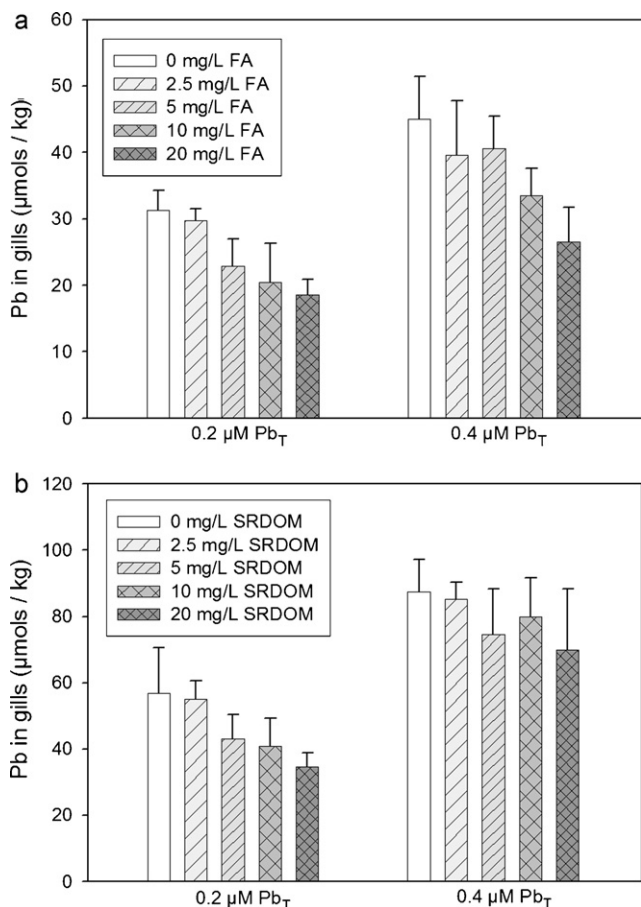 a
60
50
40
30
20
10
0
Pb in gills (µmols / kg)
0 mg/L FA
2.5 mg/L FA
5 mg/L FA
10 mg/L FA
20 mg/L FA
0.2 µM PbT
0.4 µM PbT
b
120
100
80
60
40
20
0
Pb in gills (µmols / kg)
0 mg/L SRDOM
2.5 mg/L SRDOM
5 mg/L SRDOM
10 mg/L SRDOM
20 mg/L SRDOM
0.2 µM PbT
0.4 µM PbT